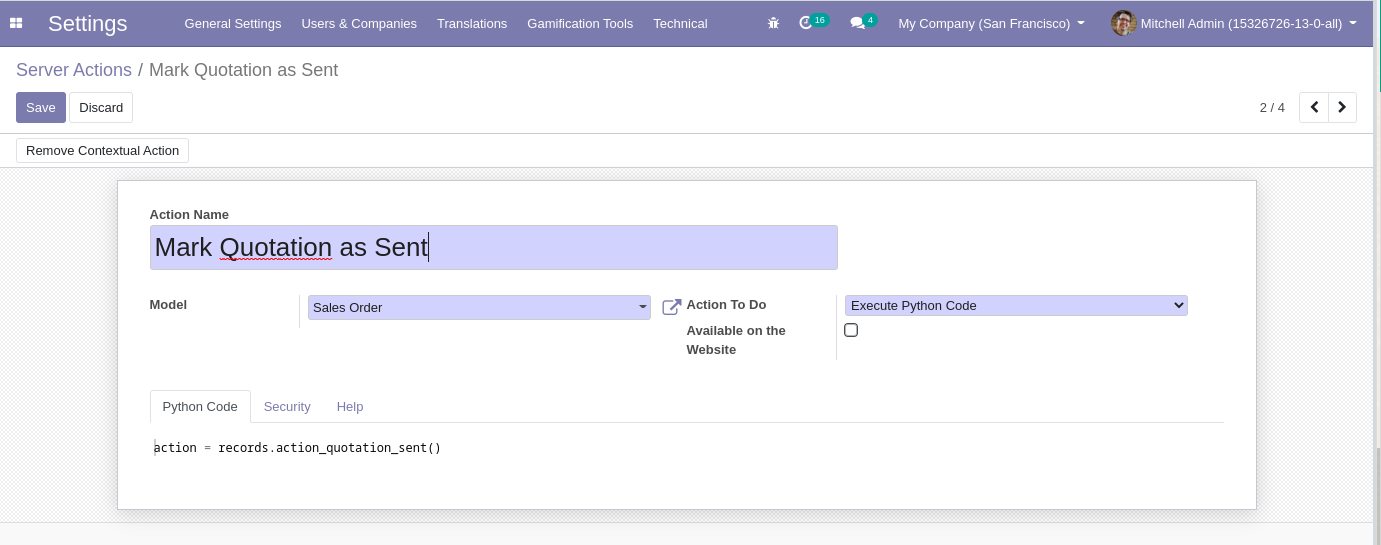 Settings General Settings Users & Companies Translations Gamification Tools Technical 16 4 My Company (San Francisco) Mitchell Admin (15326726-13-0-all)
Server Actions / Mark Quotation as Sent
Save Discard 2 / 4
Remove Contextual Action
Action Name
Mark Quotation as Sent
Model Sales Order Action To Do Execute Python Code
Available on the
Website
Python Code Security Help
action = records.action_quotation_sent()